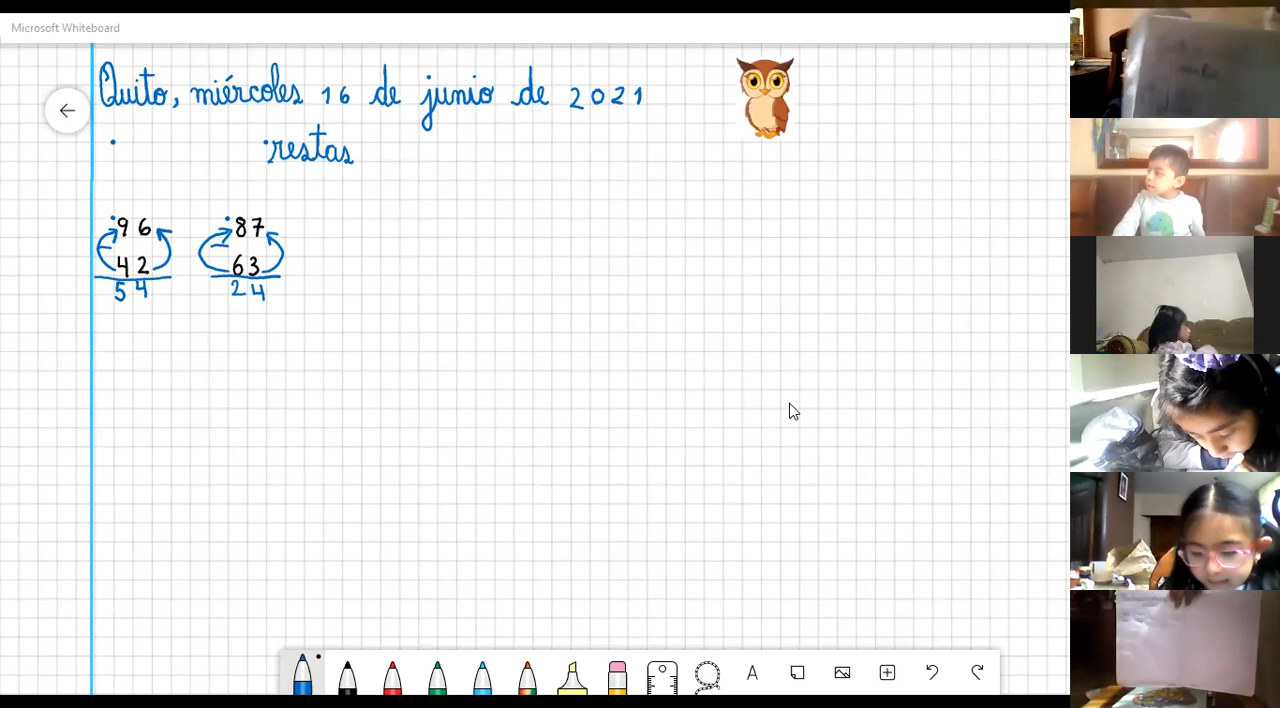 Microsoft Whiteboard
Quito, miércoles 16 de junio de 2021
restas
96 87
42 63
54 24
A